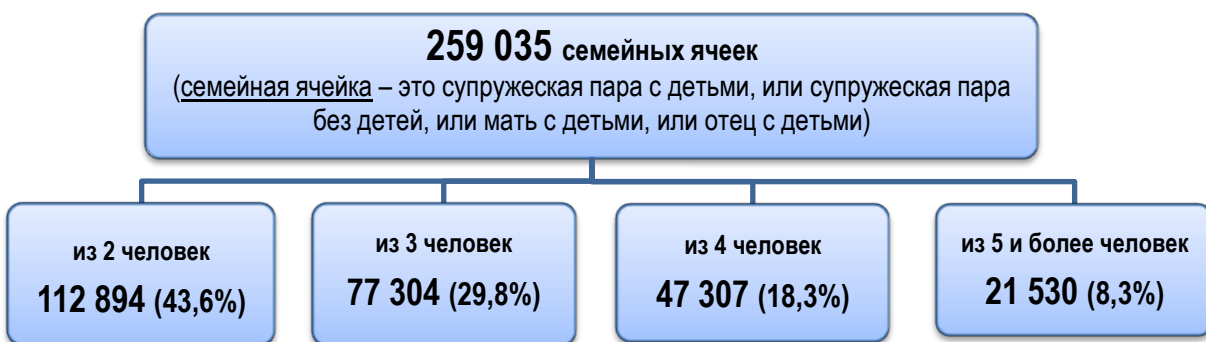 259 035 семейных ячеек
(семейная ячейка – это супружеская пара с детьми, или супружеская пара
без детей, или мать с детьми, или отец с детьми)
из 2 человек
112 894 (43,6%)
из 3 человек
77 304 (29,8%)
из 4 человек
47 307 (18,3%)
из 5 и более человек
21 530 (8,3%)